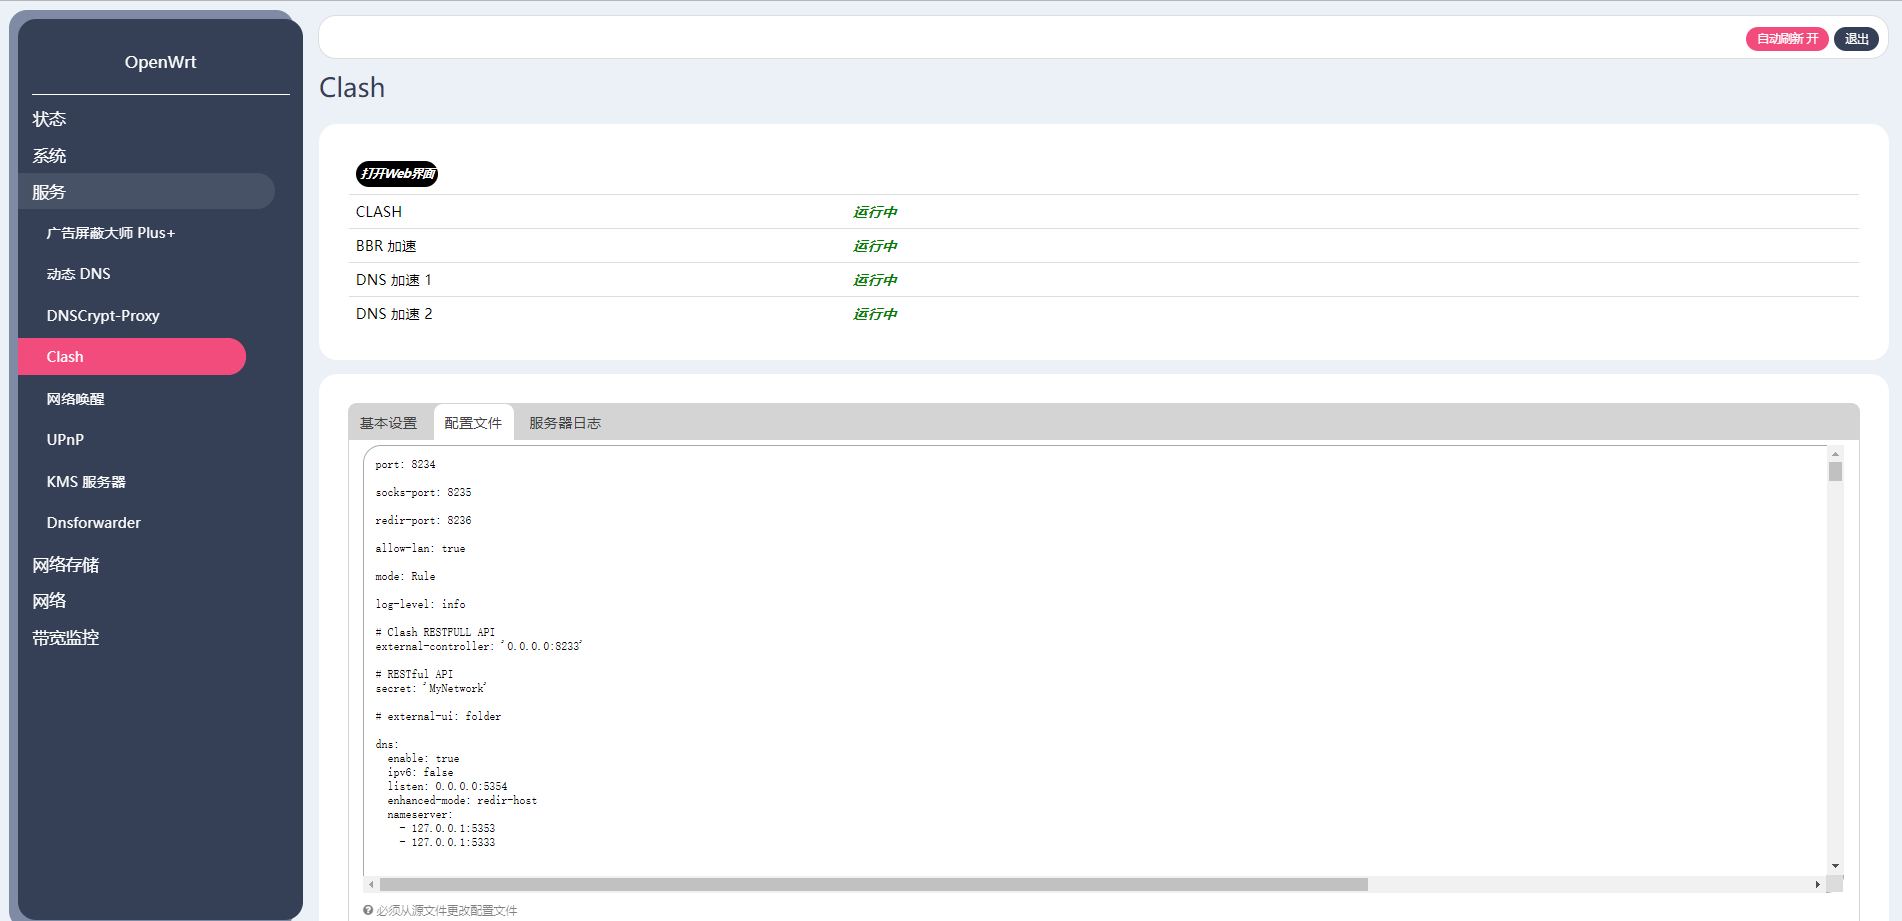 OpenWrt
状态
系统
服务
广告屏蔽大师 Plus+
动态 DNS
DNSCrypt-Proxy
Clash
网络唤醒
UPnP
KMS 服务器
Dnsforwarder
网络存储
网络
带宽监控
自动刷新 开 退出
Clash
打开Web界面
CLASH 运行中
BBR 加速 运行中
DNS 加速 1 运行中
DNS 加速 2 运行中
基本设置 配置文件 服务器日志
port: 8234
socks-port: 8235
redir-port: 8236
allow-lan: true
mode: Rule
log-level: info
# Clash RESTFULL API
external-controller: '0.0.0.0:8233'
# RESTful API
secret: 'MyNetwork'
# external-ui: folder
dns:
enable: true
ipv6: false
listen: 0.0.0.0:5354
enhanced-mode: redir-host
nameserver:
- 127.0.0.1:5353
- 127.0.0.1:5333
必须从源文件更改配置文件